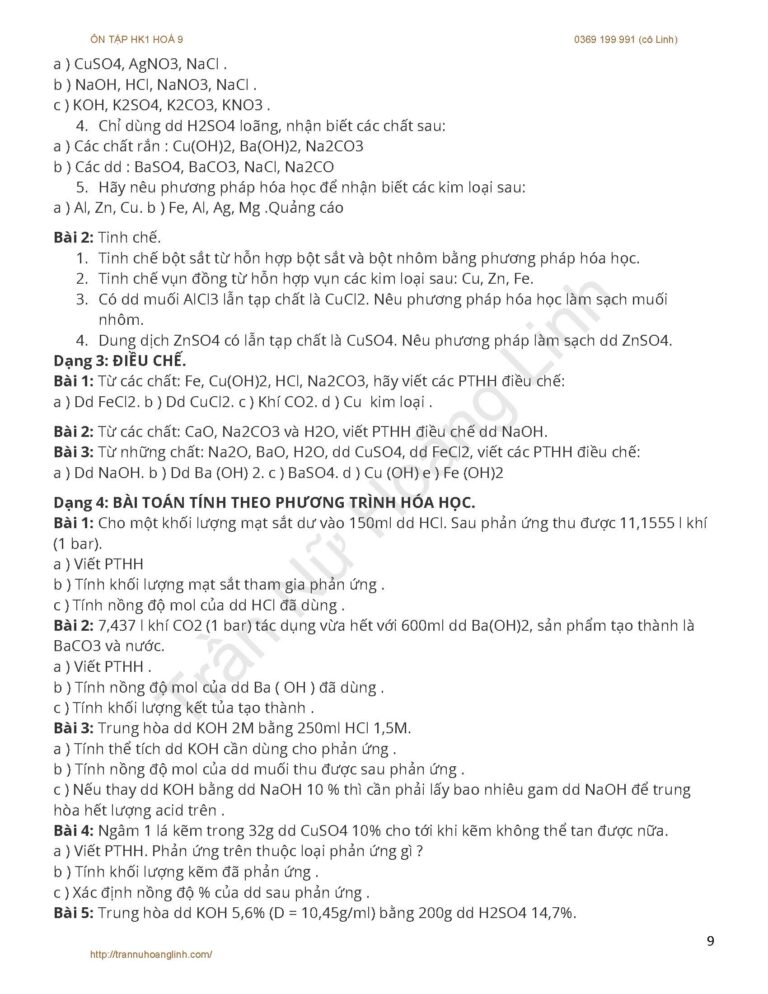 ÔN TẬP HK1 HOÁ 9 0369 199 991 (cô Linh)
a ) CuSO4, AgNO3, NaCl .
b ) NaOH, HCl, NaNO3, NaCl .
c ) KOH, K2SO4, K2CO3, KNO3 .
4. Chỉ dùng dd H2SO4 loãng, nhận biết các chất sau:
a ) Các chất rắn : Cu(OH)2, Ba(OH)2, Na2CO3
b ) Các dd : BaSO4, BaCO3, NaCl, Na2CO
5. Hãy nêu phương pháp hóa học để nhận biết các kim loại sau:
a ) Al, Zn, Cu. b ) Fe, Al, Ag, Mg .Quảng cáo
Bài 2: Tinh chế.
1. Tinh chế bột sắt từ hỗn hợp bột sắt và bột nhôm bằng phương pháp hóa học.
2. Tinh chế vụn đồng từ hỗn hợp vụn các kim loại sau: Cu, Zn, Fe.
3. Có dd muối AlCl3 lẫn tạp chất là CuCl2. Nêu phương pháp hóa học làm sạch muối
nhôm.
4. Dung dịch ZnSO4 có lẫn tạp chất là CuSO4. Nêu phương pháp làm sạch dd ZnSO4.
Dạng 3: ĐIỀU CHẾ.
Bài 1: Từ các chất: Fe, Cu(OH)2, HCl, Na2CO3, hãy viết các PTHH điều chế:
a ) Dd FeCl2. b ) Dd CuCl2. c ) Khí CO2. d ) Cu kim loại .
Bài 2: Từ các chất: CaO, Na2CO3 và H2O, viết PTHH điều chế dd NaOH.
Bài 3: Từ những chất: Na2O, BaO, H2O, dd CuSO4, dd FeCl2, viết các PTHH điều chế:
a ) Dd NaOH. b ) Dd Ba (OH) 2. c ) BaSO4. d ) Cu (OH) e ) Fe (OH)2
Dạng 4: BÀI TOÁN TÍNH THEO PHƯƠNG TRÌNH HÓA HỌC.
Bài 1: Cho một khối lượng mạt sắt dư vào 150ml dd HCl. Sau phản ứng thu được 11,1555 l khí
(1 bar).
a ) Viết PTHH
b ) Tính khối lượng mạt sắt tham gia phản ứng .
c ) Tính nồng độ mol của dd HCl đã dùng .
Bài 2: 7,437 l khí CO2 (1 bar) tác dụng vừa hết với 600ml dd Ba(OH)2, sản phẩm tạo thành là
BaCO3 và nước.
a ) Viết PTHH .
b ) Tính nồng độ mol của dd Ba ( OH ) đã dùng .
c ) Tính khối lượng kết tủa tạo thành .
Bài 3: Trung hòa dd KOH 2M bằng 250ml HCl 1,5M.
a ) Tính thể tích dd KOH cần dùng cho phản ứng .
b ) Tính nồng độ mol của dd muối thu được sau phản ứng .
c ) Nếu thay dd KOH bằng dd NaOH 10 % thì cần phải lấy bao nhiêu gam dd NaOH để trung
hòa hết lượng acid trên .
Bài 4: Ngâm 1 lá kẽm trong 32g dd CuSO4 10% cho tới khi kẽm không thể tan được nữa.
a ) Viết PTHH. Phản ứng trên thuộc loại phản ứng gì ?
b ) Tính khối lượng kẽm đã phản ứng .
c ) Xác định nồng độ % của dd sau phản ứng .
Bài 5: Trung hòa dd KOH 5,6% (D = 10,45g/ml) bằng 200g dd H2SO4 14,7%.
Trần Nữ Hoàng Linh
9
http://trannuhoanglinh.com/